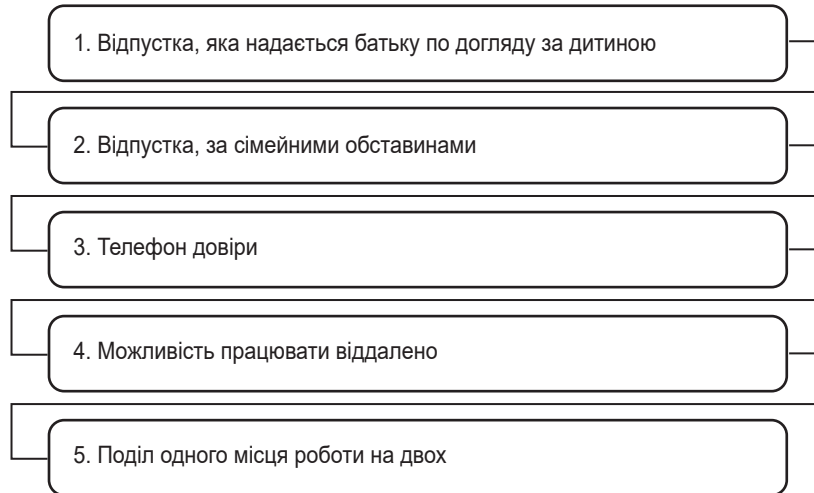 1. Відпустка, яка надається батьку по догляду за дитиною
2. Відпустка, за сімейними обставинами
3. Телефон довіри
4. Можливість працювати віддалено
5. Поділ одного місця роботи на двох